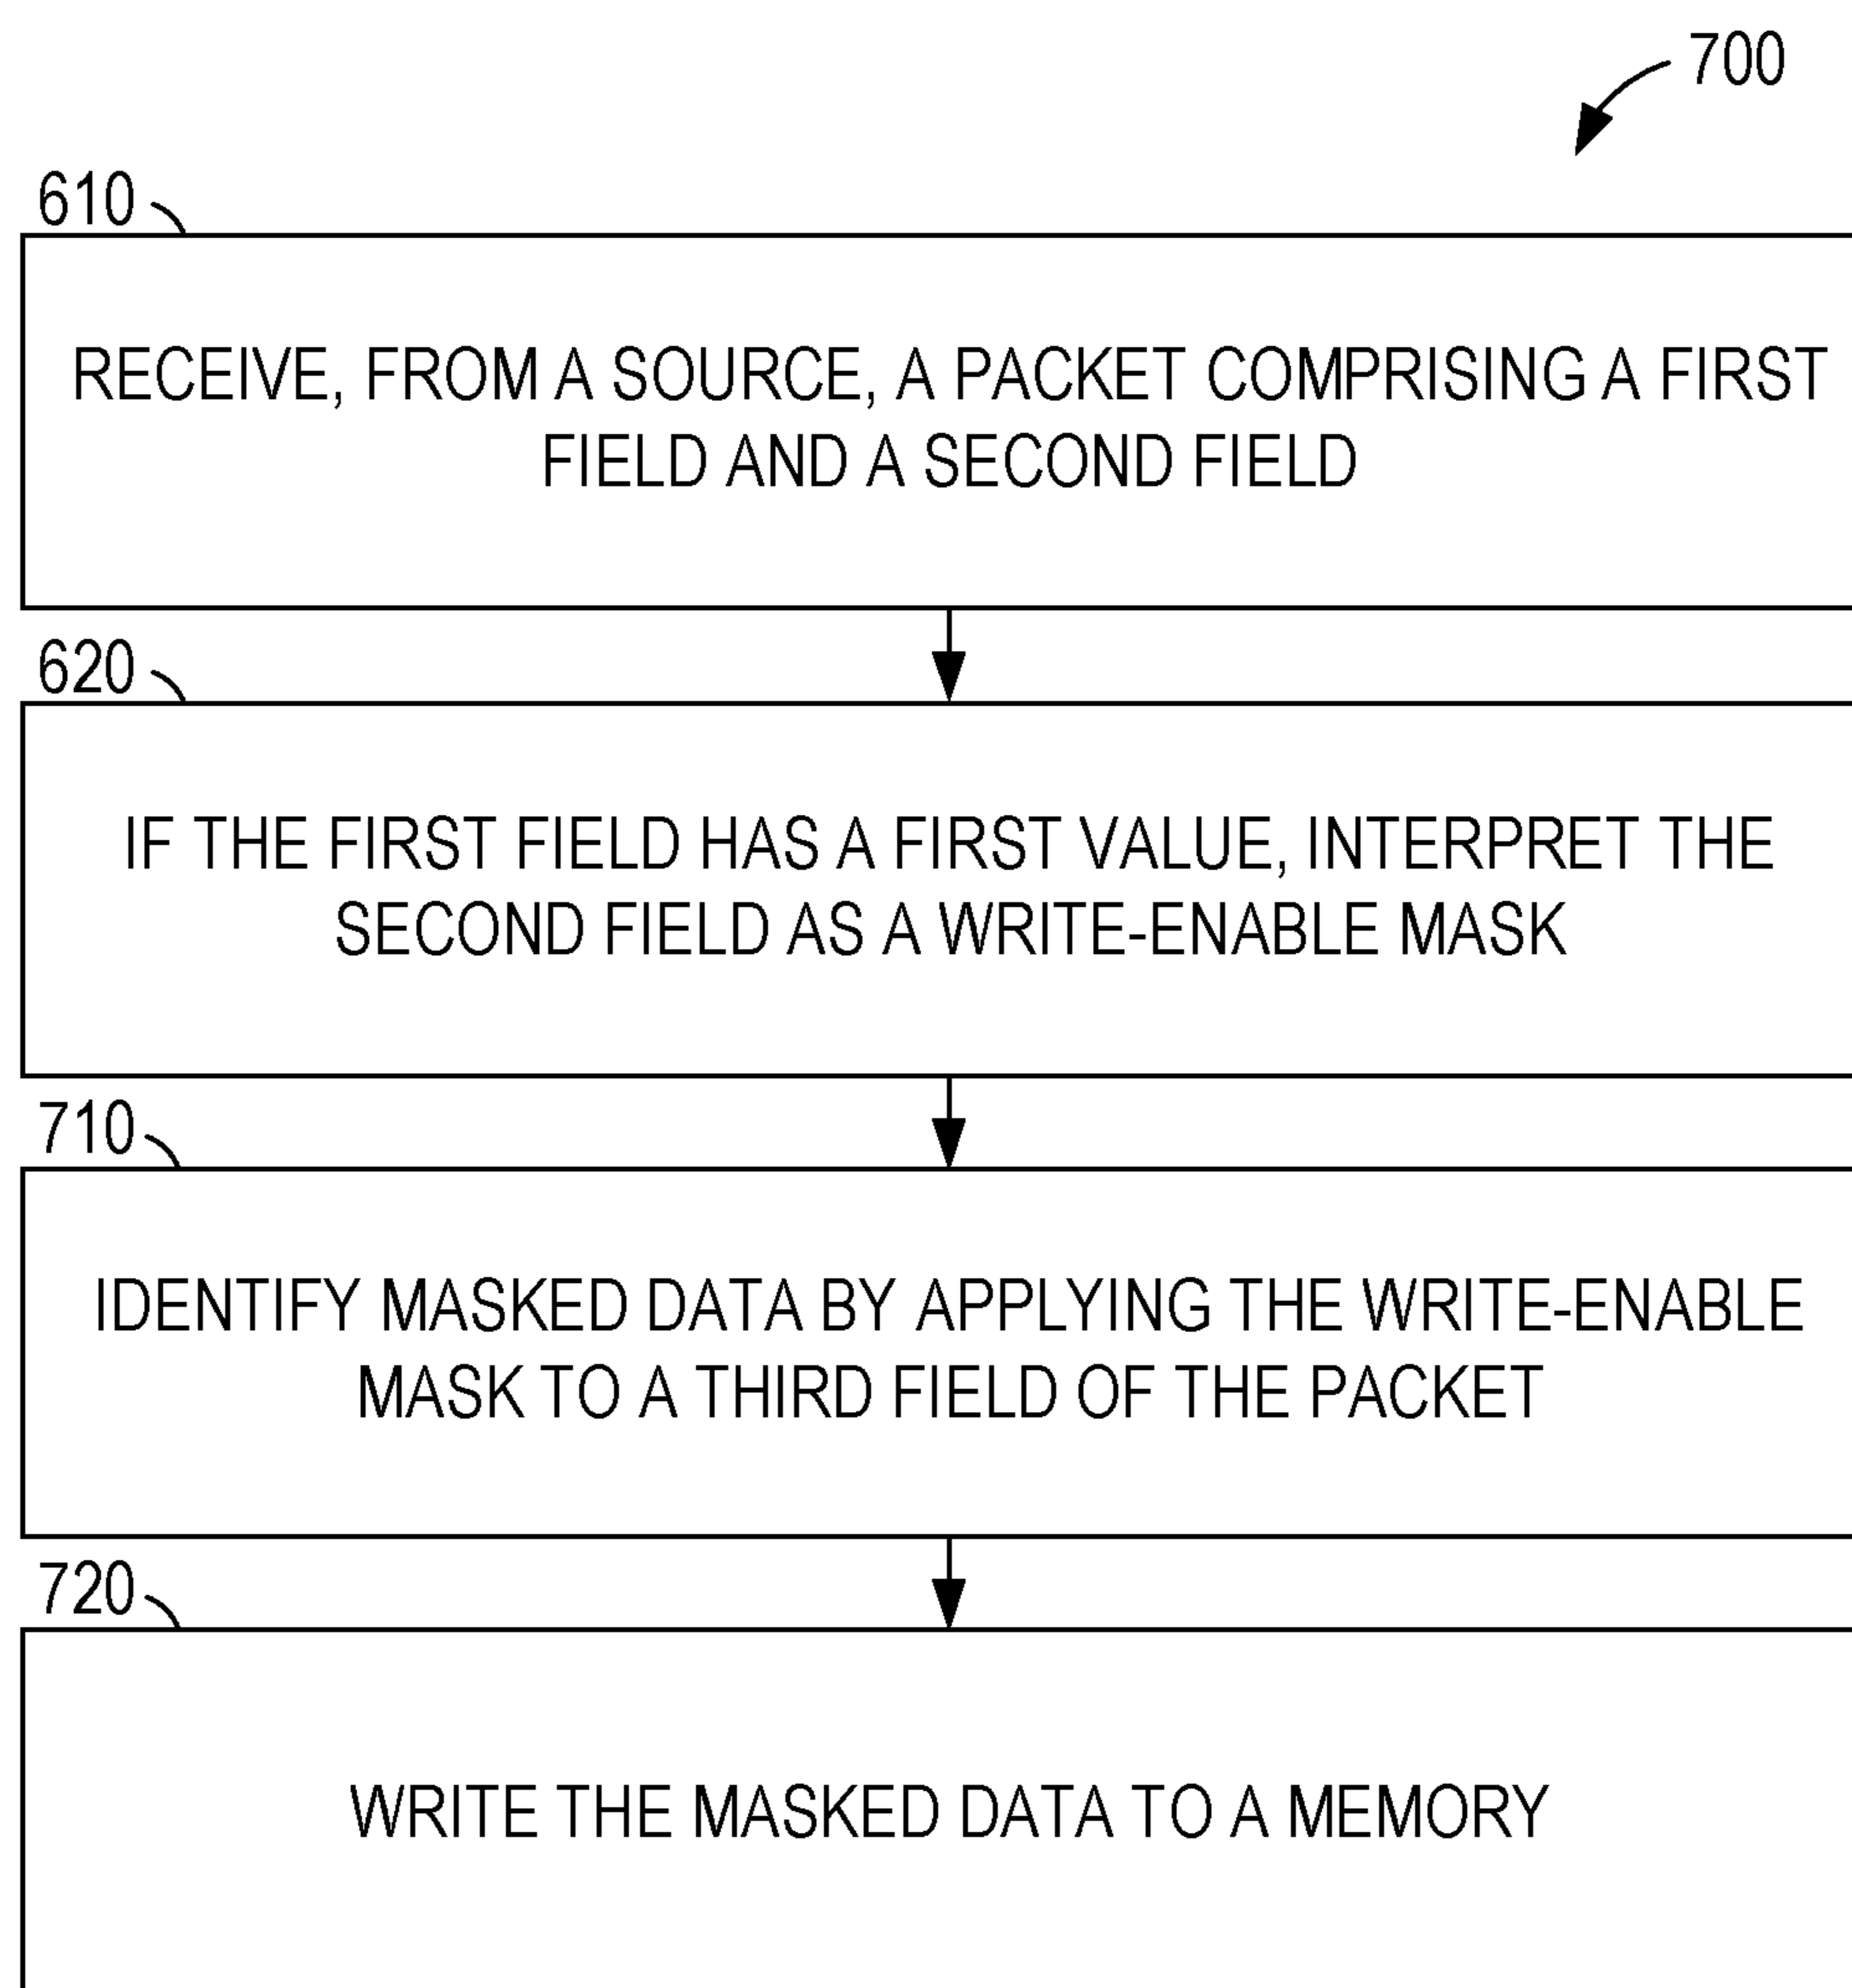 700
610
RECEIVE, FROM A SOURCE, A PACKET COMPRISING A FIRST
FIELD AND A SECOND FIELD
620
IF THE FIRST FIELD HAS A FIRST VALUE, INTERPRET THE
SECOND FIELD AS A WRITE-ENABLE MASK
710
IDENTIFY MASKED DATA BY APPLYING THE WRITE-ENABLE
MASK TO A THIRD FIELD OF THE PACKET
720
WRITE THE MASKED DATA TO A MEMORY